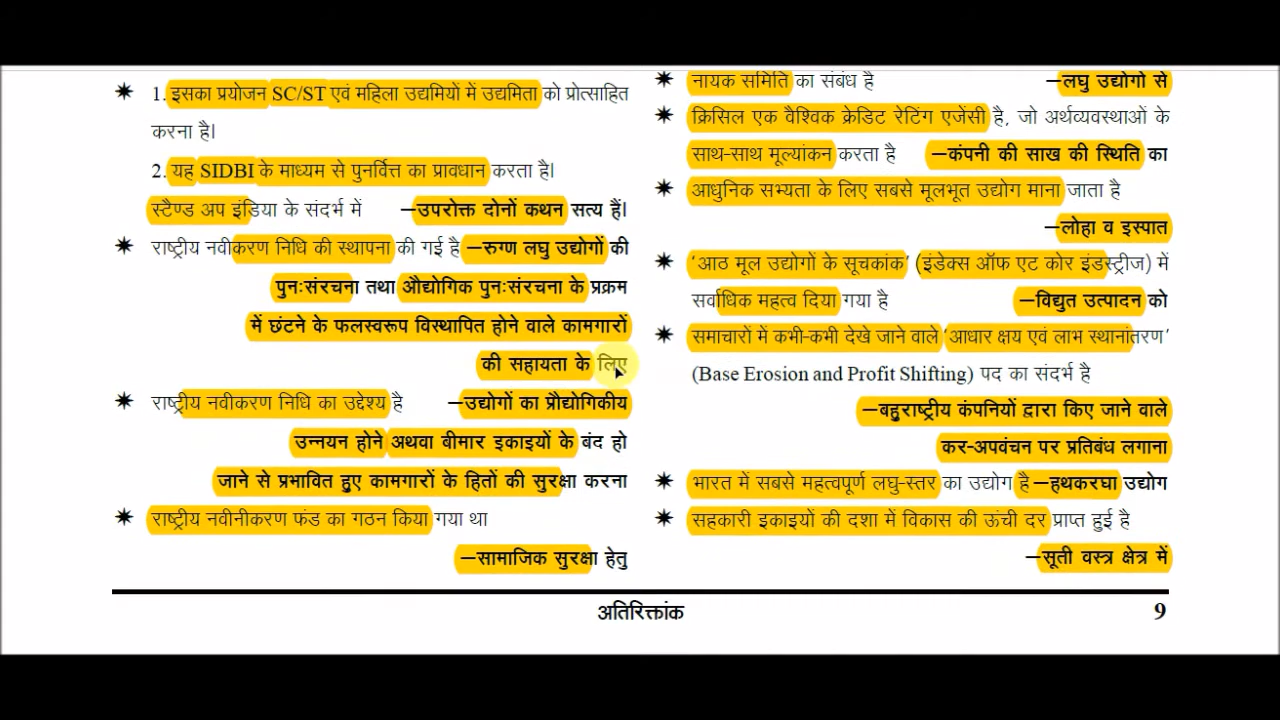 ✷ 1. इसका प्रयोजन SC/ST एवं महिला उद्यमियों में उद्यमिता को प्रोत्साहित
करना है।
2. यह SIDBI के माध्यम से पुनर्वित्त का प्रावधान करता है।
स्टैण्ड अप इंडिया के संदर्भ में –उपरोक्त दोनों कथन सत्य हैं।
✷ राष्ट्रीय नवीकरण निधि की स्थापना की गई है –रुग्ण लघु उद्योगों की
पुनःसंरचना तथा औद्योगिक पुनःसंरचना के प्रक्रम
में छंटने के फलस्वरूप विस्थापित होने वाले कामगारों
की सहायता के लिए
✷ राष्ट्रीय नवीकरण निधि का उद्देश्य है –उद्योगों का प्रौद्योगिकीय
उन्नयन होने अथवा बीमार इकाइयों के बंद हो
जाने से प्रभावित हुए कामगारों के हितों की सुरक्षा करना
✷ राष्ट्रीय नवीनीकरण फंड का गठन किया गया था
–सामाजिक सुरक्षा हेतु
✷ नायक समिति का संबंध है –लघु उद्योगों से
✷ क्रिसिल एक वैश्विक क्रेडिट रेटिंग एजेंसी है, जो अर्थव्यवस्थाओं के
साथ-साथ मूल्यांकन करता है –कंपनी की साख की स्थिति का
✷ आधुनिक सभ्यता के लिए सबसे मूलभूत उद्योग माना जाता है
–लोहा व इस्पात
✷ 'आठ मूल उद्योगों के सूचकांक' (इंडेक्स ऑफ एट कोर इंडस्ट्रीज) में
सर्वाधिक महत्व दिया गया है –विद्युत उत्पादन को
✷ समाचारों में कभी-कभी देखे जाने वाले 'आधार क्षय एवं लाभ स्थानांतरण'
(Base Erosion and Profit Shifting) पद का संदर्भ है
–बहुराष्ट्रीय कंपनियों द्वारा किए जाने वाले
कर-अपवंचन पर प्रतिबंध लगाना
✷ भारत में सबसे महत्वपूर्ण लघु-स्तर का उद्योग है –हथकरघा उद्योग
✷ सहकारी इकाइयों की दशा में विकास की ऊंची दर प्राप्त हुई है
–सूती वस्त्र क्षेत्र में
अतिरिक्तांक 9